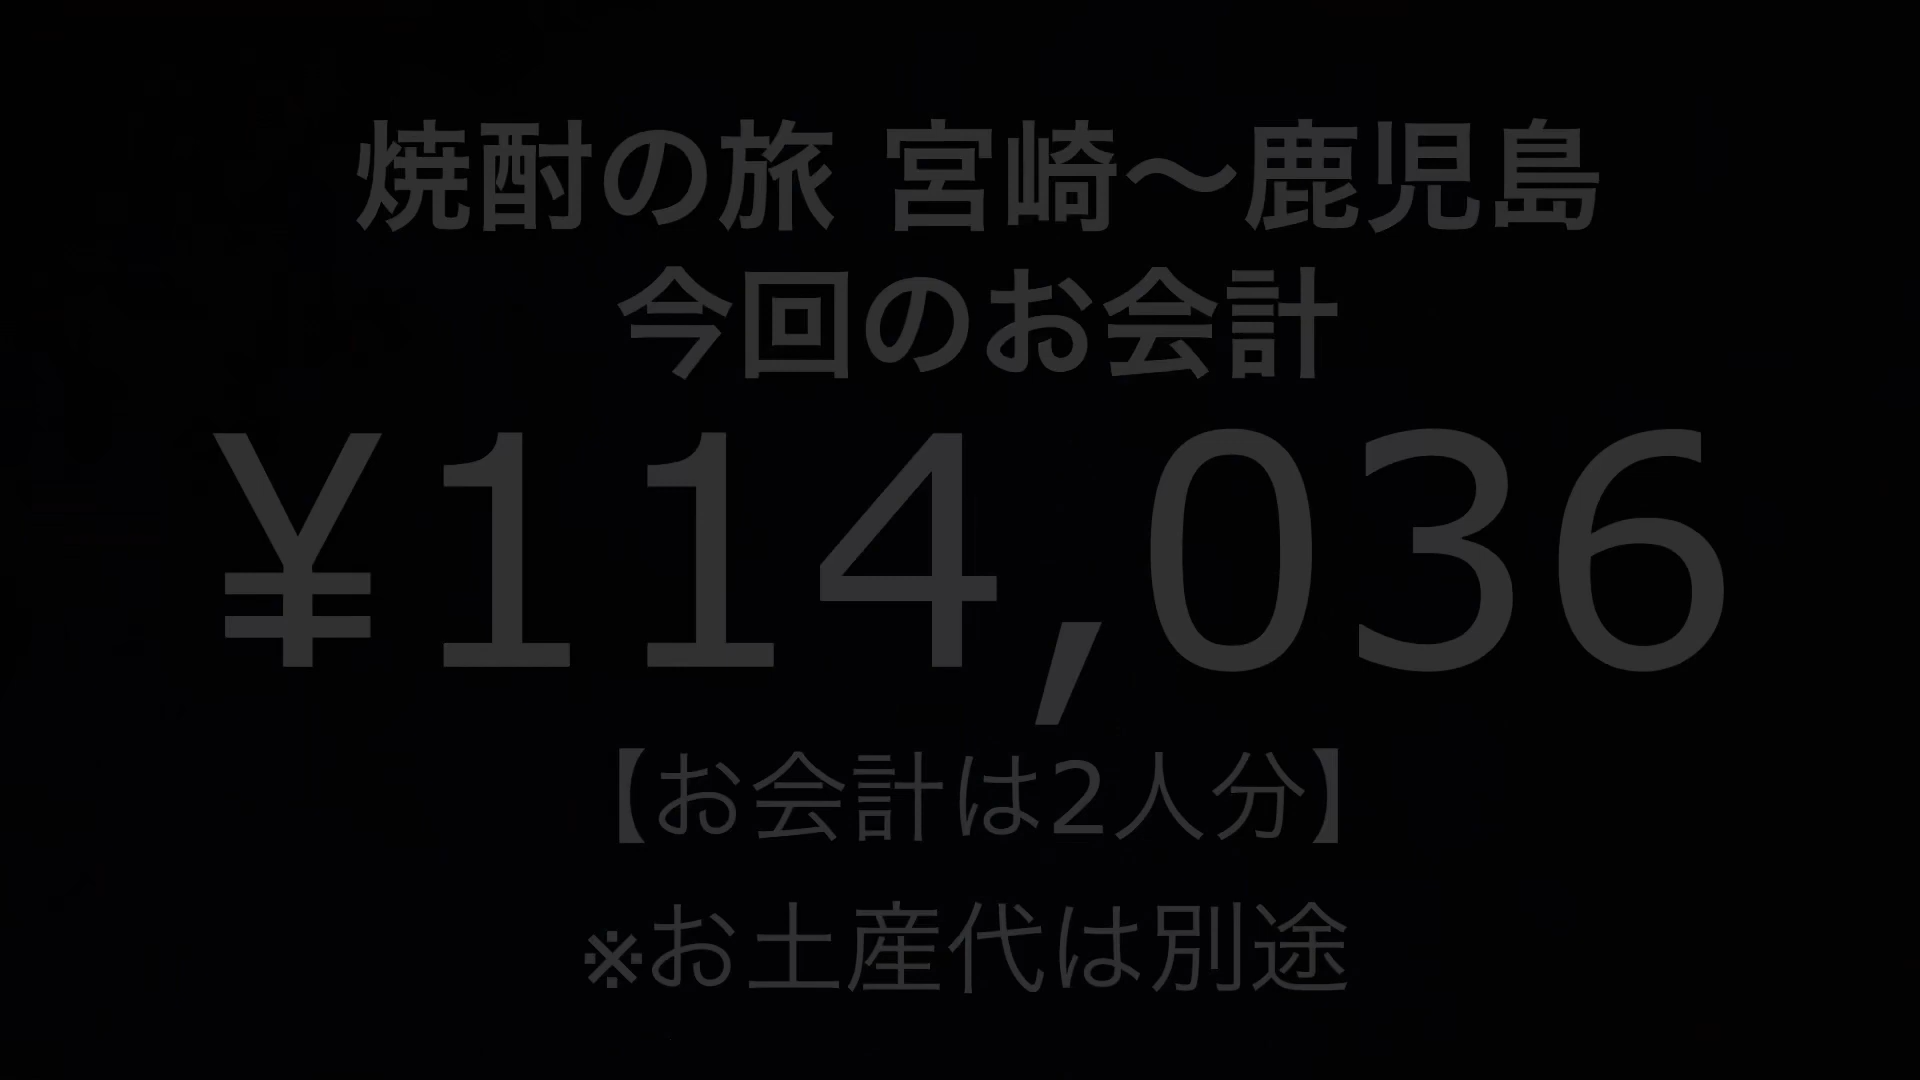 焼酎の旅 宮崎〜鹿児島
今回のお会計
¥114,036
【お会計は2人分】
※お土産代は別途